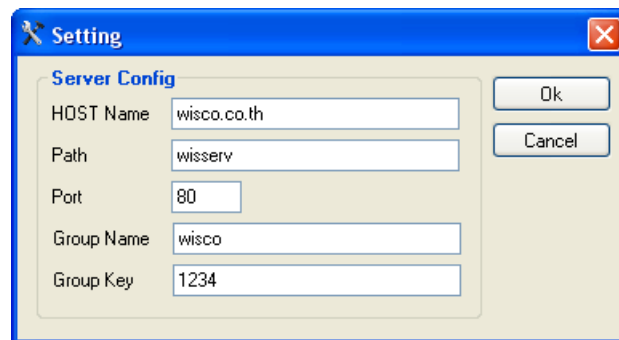 Setting
Server Config
HOST Name wisco.co.th
Path wisserv
Port 80
Group Name wisco
Group Key 1234
Ok
Cancel